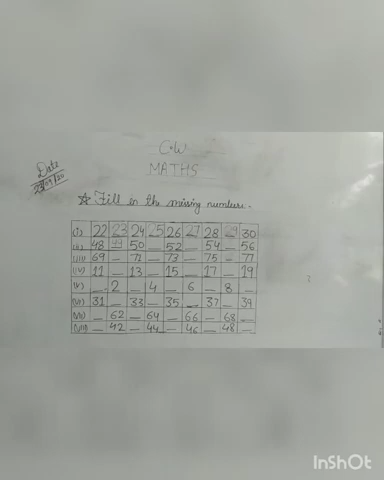 C.W
MATHS
Date
23/09/20
☆ Fill in the missing numbers.
(i) 22 23 24 25 26 27 28 29 30
(ii) 48 49 50 _ 52 _ 54 _ 56
(iii) 69 _ 71 _ 73 _ 75 _ 77
(iv) 11 _ 13 _ 15 _ 17 _ 19
(v) _ 2 _ 4 _ 6 _ 8 _
(vi) 31 _ 33 _ 35 _ 37 _ 39
(vii) _ 62 _ 64 _ 66 _ 68 _
(viii) _ 42 _ 44 _ 46 _ 48 _
InShOt